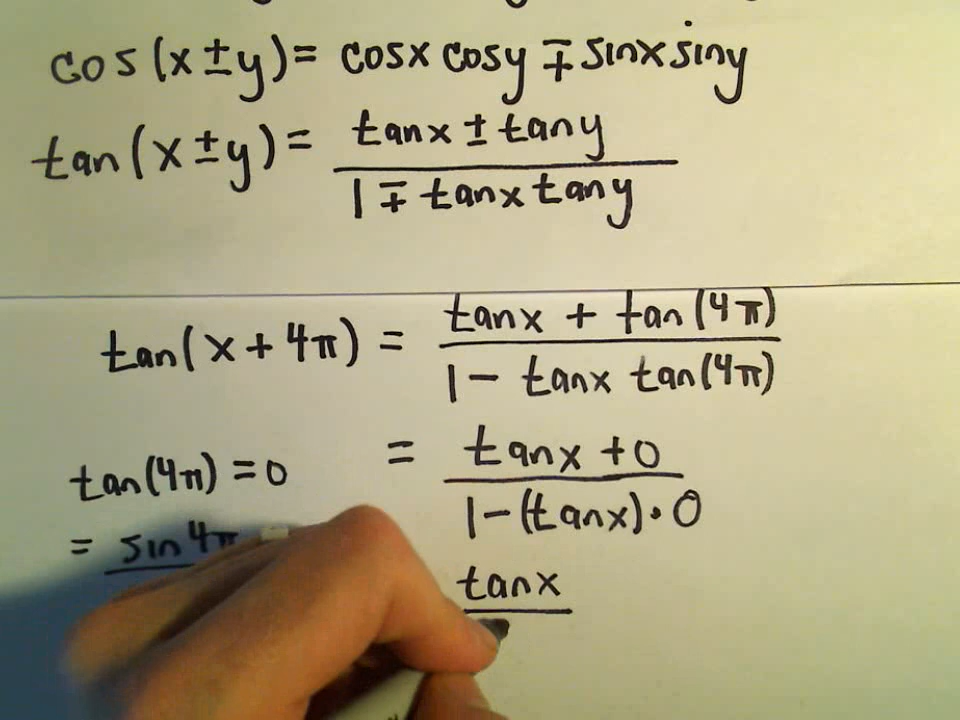 cos(x ± y) = cosx cosy ∓ sinx siny
tan(x ± y) = tanx ± tany
1 ∓ tanx tany
tan(x + 4π) = tanx + tan(4π)
1 - tanx tan(4π)
tan(4π) = 0
= tanx + 0
1 - (tanx) · 0
= sin 4π
tanx